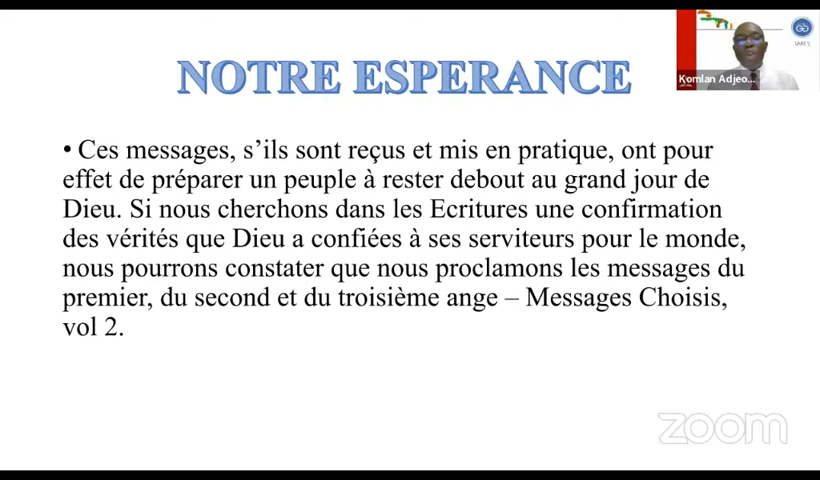 NOTRE ESPERANCE
Komlan Adjeo...
• Ces messages, s’ils sont reçus et mis en pratique, ont pour
effet de préparer un peuple à rester debout au grand jour de
Dieu. Si nous cherchons dans les Ecritures une confirmation
des vérités que Dieu a confiées à ses serviteurs pour le monde,
nous pourrons constater que nous proclamons les messages du
premier, du second et du troisième ange – Messages Choisis,
vol 2.
zoom